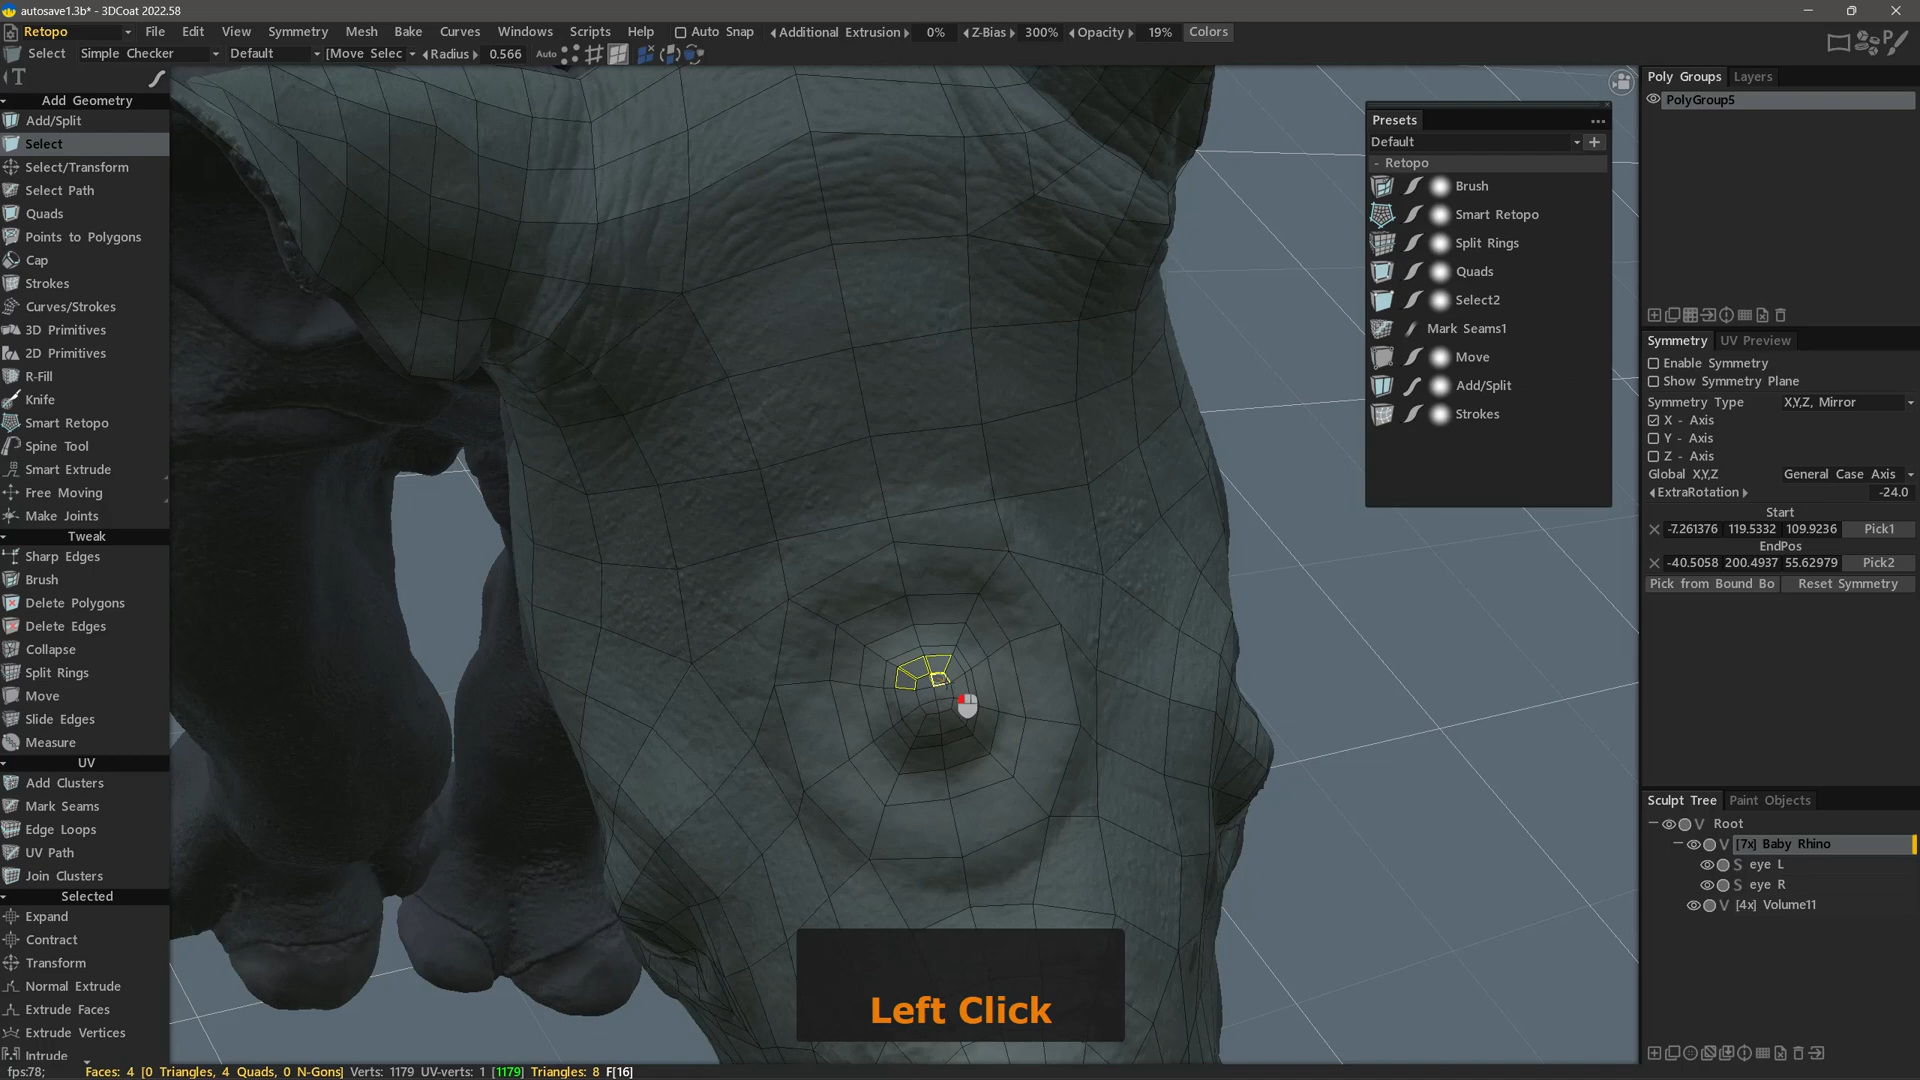 autosave1.3b* - 3DCoat 2022.58
Retopo File Edit View Symmetry Mesh Bake Curves Windows Scripts Help Auto Snap Additional Extrusion 0% Z-Bias 300% Opacity 19% Colors
Select Simple Checker Default [Move Selec Radius 0.566 Auto
T
Add Geometry
Add/Split
Select
Select/Transform
Select Path
Quads
Points to Polygons
Cap
Strokes
Curves/Strokes
3D Primitives
2D Primitives
R-Fill
Knife
Smart Retopo
Spine Tool
Smart Extrude
Free Moving
Make Joints
Tweak
Sharp Edges
Brush
Delete Polygons
Delete Edges
Collapse
Split Rings
Move
Slide Edges
Measure
UV
Add Clusters
Mark Seams
Edge Loops
UV Path
Join Clusters
Selected
Expand
Contract
Transform
Normal Extrude
Extrude Faces
Extrude Vertices
Intrude
Presets
Default
- Retopo
Brush
Smart Retopo
Split Rings
Quads
Select2
Mark Seams1
Move
Add/Split
Strokes
Left Click
Poly Groups Layers
PolyGroup5
Symmetry UV Preview
Enable Symmetry
Show Symmetry Plane
Symmetry Type X,Y,Z, Mirror
X - Axis
Y - Axis
Z - Axis
Global XYZ General Case Axis
ExtraRotation -24.0
Start
-7.261376 119.5332 109.9236 Pick1
EndPos
-40.5058 200.4937 55.62979 Pick2
Pick from Bound Bo Reset Symmetry
Sculpt Tree Paint Objects
V Root
V [7x] Baby Rhino
S eye L
S eye R
V [4x] Volume11
fps:78; Faces: 4 [0 Triangles, 4 Quads, 0 N-Gons] Verts: 1179 UV-verts: 1 [1179] Triangles: 8 F[16]